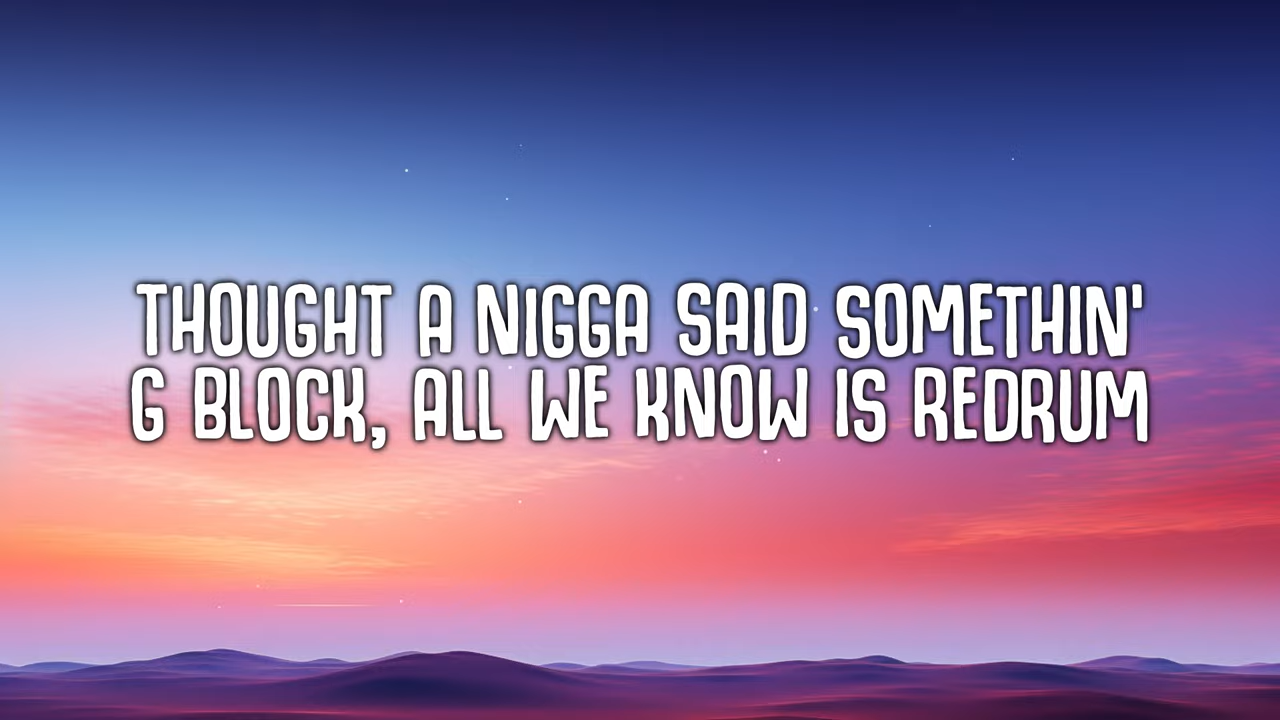 THOUGHT A NIGGA SAID SOMETHIN'
G BLOCK, ALL WE KNOW IS REDRUM